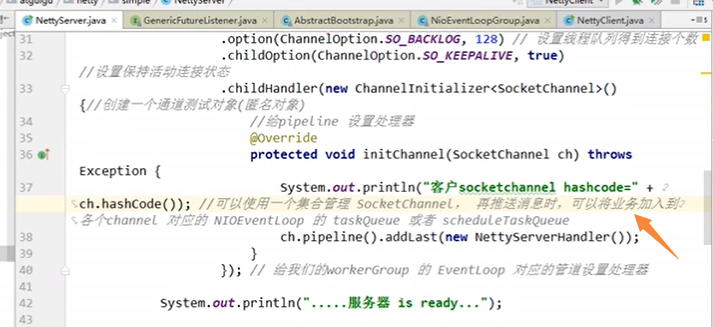 NettyServer.java GenericFutureListener.java AbstractBootstrap.java NioEventLoopGroup.java NettyClient.java
31 .option(ChannelOption.SO_BACKLOG, 128) // 设置线程队列得到连接个数
32 .childOption(ChannelOption.SO_KEEPALIVE, true)
//设置保持活动连接状态
33 .childHandler(new ChannelInitializer<SocketChannel>()
{//创建一个通道测试对象(匿名对象)
34 //给pipeline 设置处理器
35 @Override
36 protected void initChannel(SocketChannel ch) throws
Exception {
37 System.out.println("客户socketchannel hashcode=" +
ch.hashCode()); //可以使用一个集合管理 SocketChannel， 再推送消息时，可以将业务加入到
各个channel 对应的 NIOEventLoop 的 taskQueue 或者 scheduleTaskQueue
38 ch.pipeline().addLast(new NettyServerHandler());
39 }
40 }); // 给我们的workerGroup 的 EventLoop 对应的管道设置处理器
41
42 System.out.println(".....服务器 is ready...");